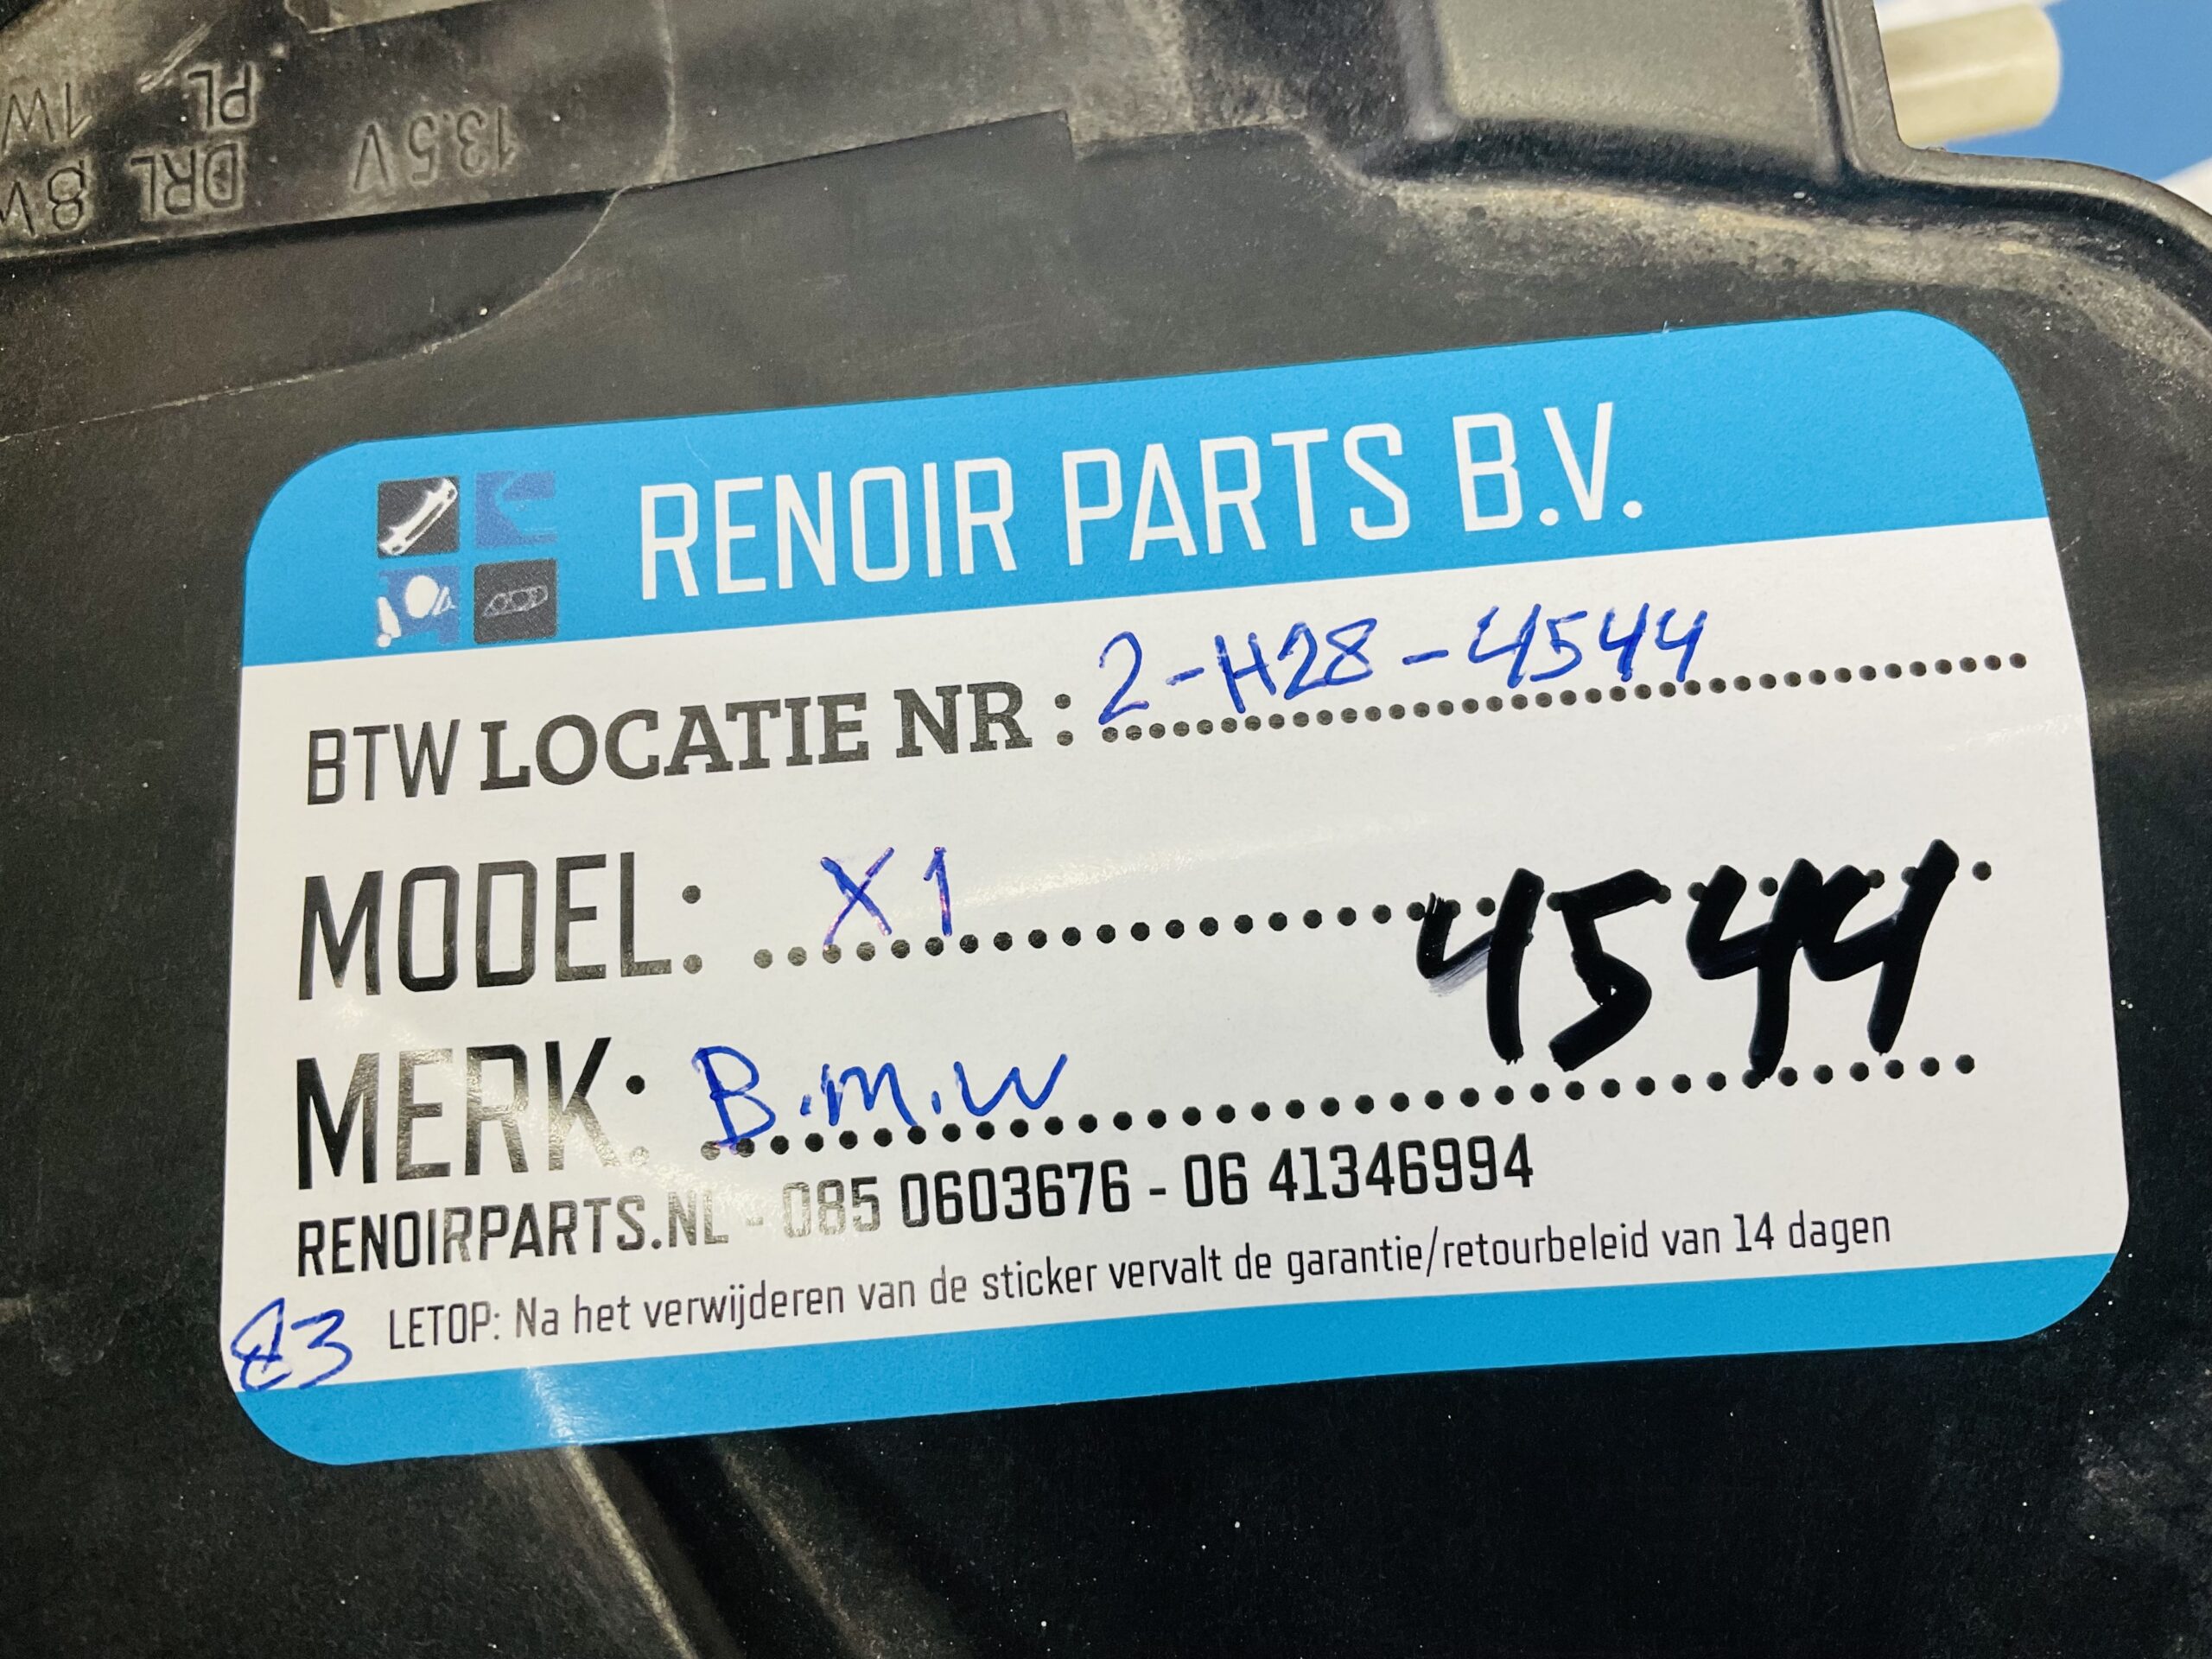 13.5V DRL 8W
PL 1W
RENOIR PARTS B.V.
BTW LOCATIE NR : 2-H28-4544
MODEL: X1
4544
MERK: B.M.W
RENOIRPARTS.NL - 085 0603676 - 06 41346994
83 LETOP: Na het verwijderen van de sticker vervalt de garantie/retourbeleid van 14 dagen